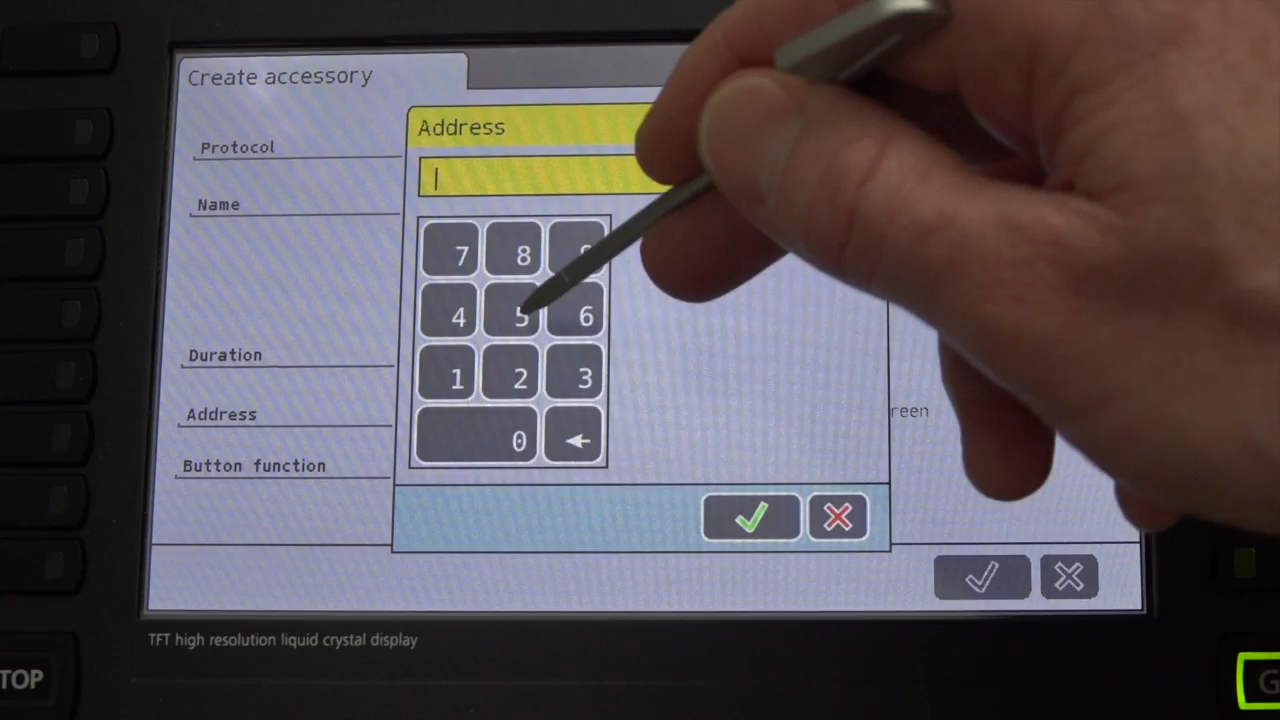 Create accessory
Address
Protocol
Name
7 8 9
4 5 6
1 2 3
0
Duration
Address
Button function
reen
TFT high resolution liquid crystal display
TOP
G